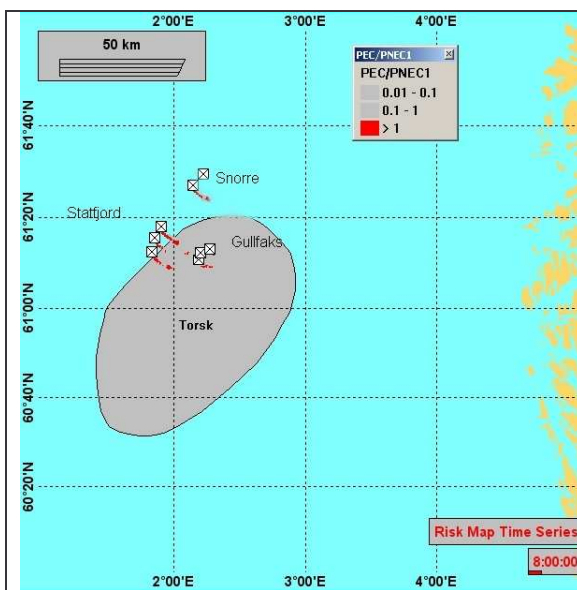 2°00'E 3°00'E 4°00'E
50 km
PEC/PNEC1
PEC/PNEC1
0.01 - 0.1
0.1 - 1
> 1
61°40'N
Snorre
61°20'N
Statfjord
Gullfaks
61°00'N
Torsk
60°40'N
60°20'N
Risk Map Time Series
8:00:00
2°00'E 3°00'E 4°00'E